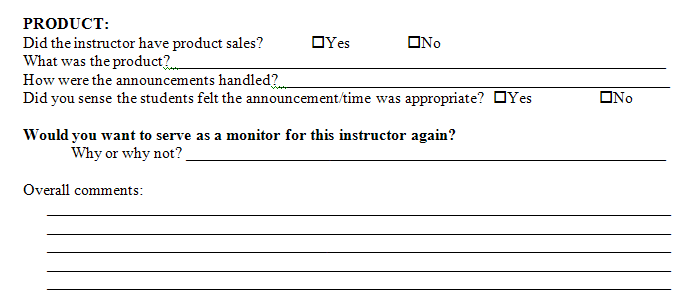 PRODUCT:
Did the instructor have product sales? ☐Yes ☐No
What was the product?
How were the announcements handled?
Did you sense the students felt the announcement/time was appropriate? ☐Yes ☐No
Would you want to serve as a monitor for this instructor again?
Why or why not?
Overall comments: